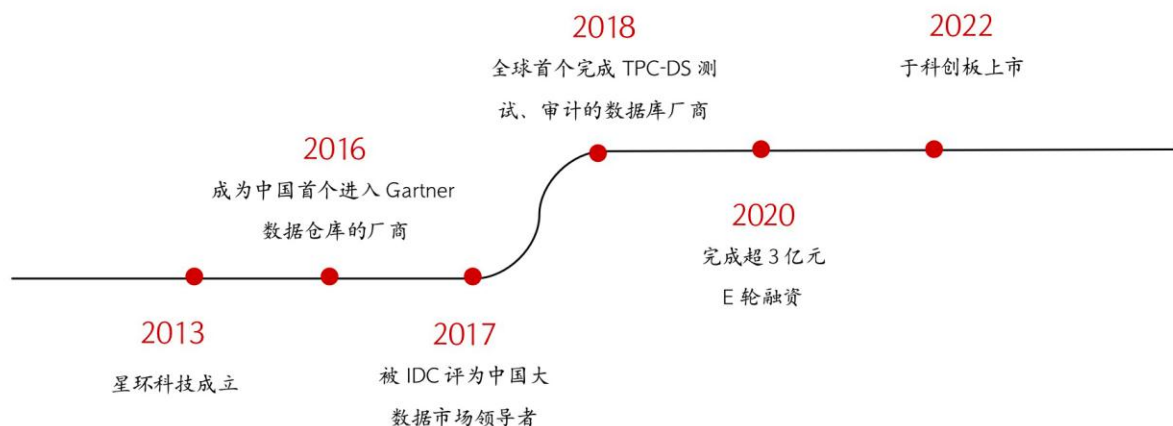 2013
星环科技成立
2016
成为中国首个进入 Gartner
数据仓库的厂商
2017
被 IDC 评为中国大
数据市场领导者
2018
全球首个完成 TPC-DS 测
试、审计的数据库厂商
2020
完成超 3 亿元
E 轮融资
2022
于科创板上市